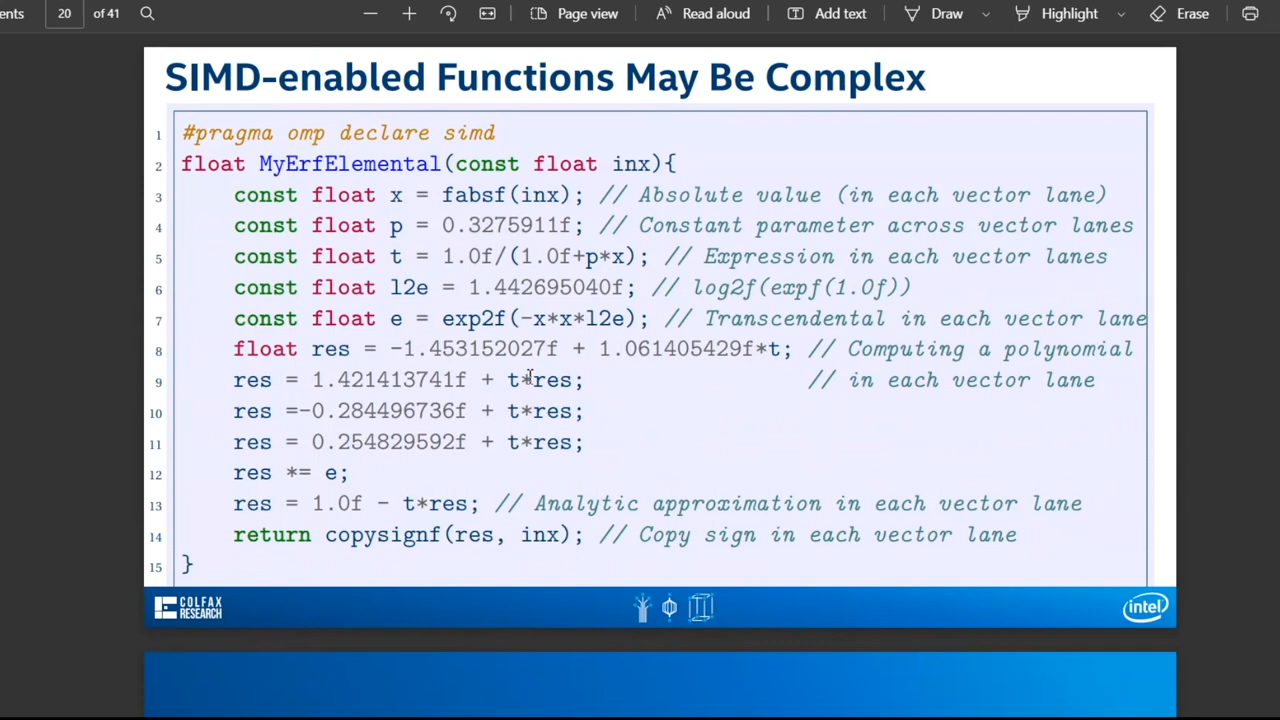 ents 20 of 41 Page view Read aloud Add text Draw Highlight Erase
SIMD-enabled Functions May Be Complex
1 #pragma omp declare simd
2 float MyErfElemental(const float inx){
3 const float x = fabsf(inx); // Absolute value (in each vector lane)
4 const float p = 0.3275911f; // Constant parameter across vector lanes
5 const float t = 1.0f/(1.0f+p*x); // Expression in each vector lanes
6 const float l2e = 1.442695040f; // log2f(expf(1.0f))
7 const float e = exp2f(-x*x*l2e); // Transcendental in each vector lane
8 float res = -1.453152027f + 1.061405429f*t; // Computing a polynomial
9 res = 1.421413741f + t*res; // in each vector lane
10 res =-0.284496736f + t*res;
11 res = 0.254829592f + t*res;
12 res *= e;
13 res = 1.0f - t*res; // Analytic approximation in each vector lane
14 return copysignf(res, inx); // Copy sign in each vector lane
15 }
COLFAX
RESEARCH
intel